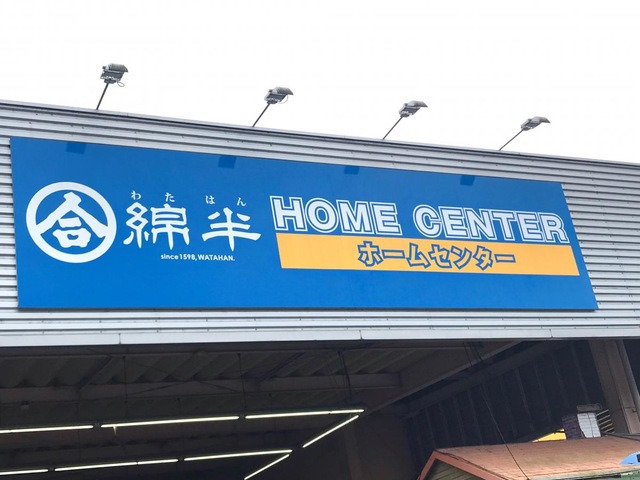 合
わたはん
綿半
since 1598, WATAHAN.
HOME CENTER
ホームセンター